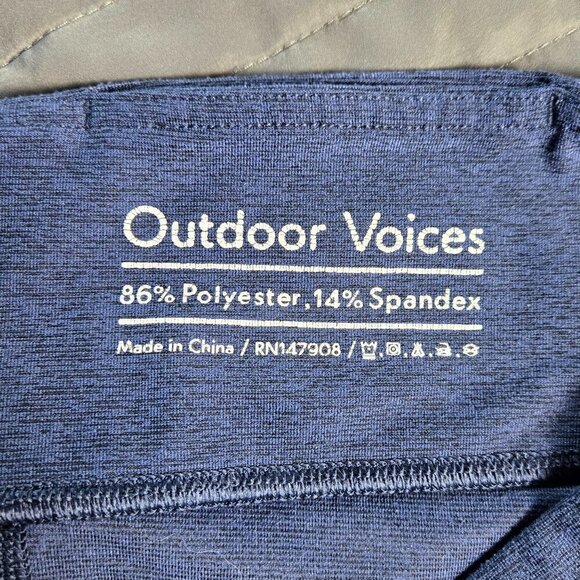 Outdoor Voices
86% Polyester, 14% Spandex
Made in China / RN147908 /